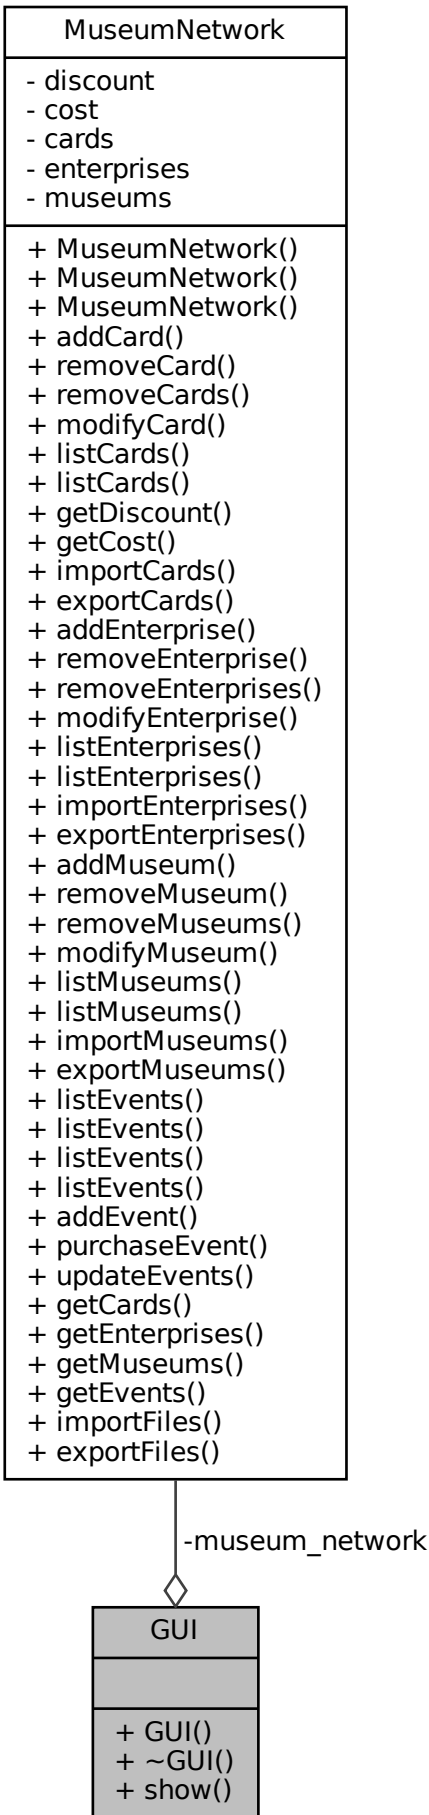 MuseumNetwork
- discount
- cost
- cards
- enterprises
- museums
+ MuseumNetwork()
+ MuseumNetwork()
+ MuseumNetwork()
+ addCard()
+ removeCard()
+ removeCards()
+ modifyCard()
+ listCards()
+ listCards()
+ getDiscount()
+ getCost()
+ importCards()
+ exportCards()
+ addEnterprise()
+ removeEnterprise()
+ removeEnterprises()
+ modifyEnterprise()
+ listEnterprises()
+ listEnterprises()
+ importEnterprises()
+ exportEnterprises()
+ addMuseum()
+ removeMuseum()
+ removeMuseums()
+ modifyMuseum()
+ listMuseums()
+ listMuseums()
+ importMuseums()
+ exportMuseums()
+ listEvents()
+ listEvents()
+ listEvents()
+ listEvents()
+ addEvent()
+ purchaseEvent()
+ updateEvents()
+ getCards()
+ getEnterprises()
+ getMuseums()
+ getEvents()
+ importFiles()
+ exportFiles()
-museum_network
GUI
+ GUI()
+ ~GUI()
+ show()